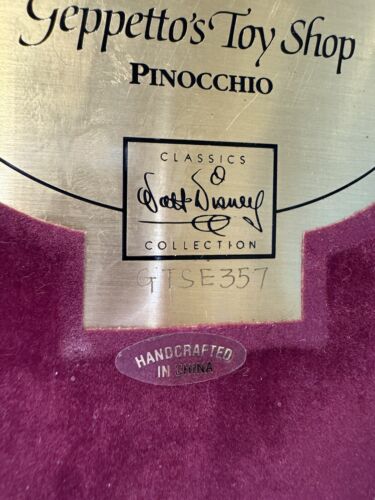 Geppetto's Toy Shop
PINOCCHIO
CLASSICS
Walt Disney
COLLECTION
GTSE357
HANDCRAFTED
IN CHINA